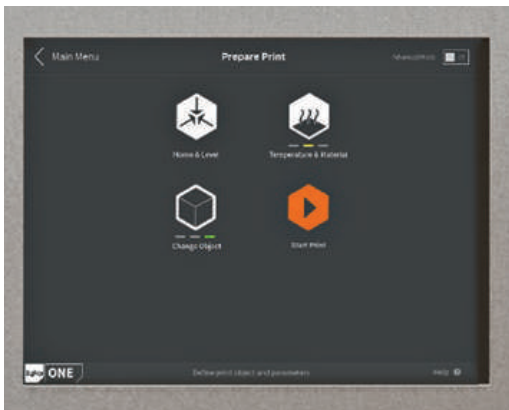 Main Menu
Prepare Print
Home & Level
Temperature & Material
Change Object
Start Print
ONE
Define print object and parameters
Help